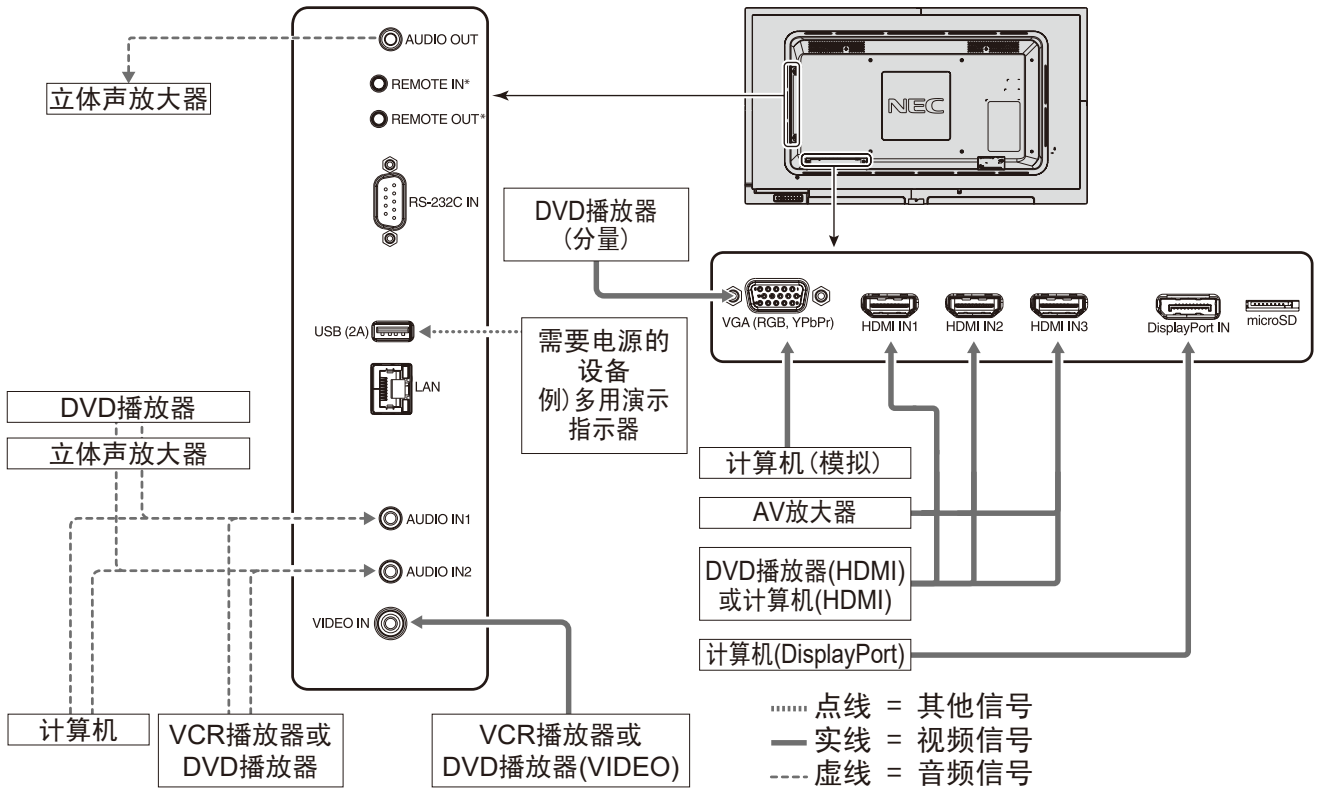 AUDIO OUT
立体声放大器
REMOTE IN*
REMOTE OUT*
RS-232C IN
NEC
DVD播放器
(分量)
VGA (RGB, YPbPr)
HDMI IN1
HDMI IN2
HDMI IN3
DisplayPort IN
microSD
USB (2A)
需要电源的
设备
例)多用演示
指示器
LAN
DVD播放器
立体声放大器
计算机(模拟)
AV放大器
AUDIO IN1
AUDIO IN2
DVD播放器(HDMI)
或计算机(HDMI)
VIDEO IN
计算机(DisplayPort)
计算机
VCR播放器或
DVD播放器
VCR播放器或
DVD播放器(VIDEO)
点线 = 其他信号
实线 = 视频信号
虚线 = 音频信号